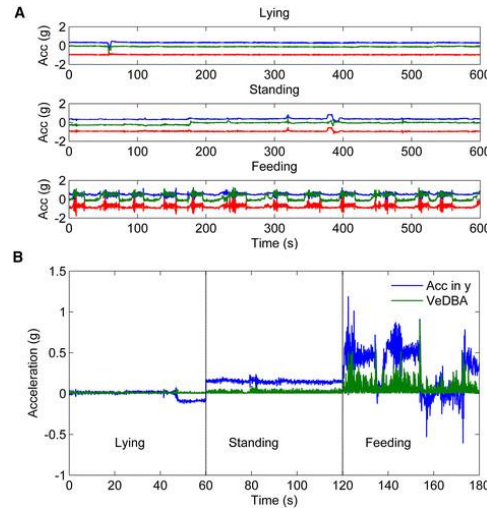 A
Lying
Acc (g)
2
0
-2
0 100 200 300 400 500 600
Standing
Acc (g)
2
0
-2
0 100 200 300 400 500 600
Feeding
Acc (g)
2
0
-2
0 100 200 300 400 500 600
Time (s)
B
1.5
1
0.5
0
-0.5
-1
Acceleration (g)
Acc in y
VeDBA
Lying Standing Feeding
0 20 40 60 80 100 120 140 160 180
Time (s)